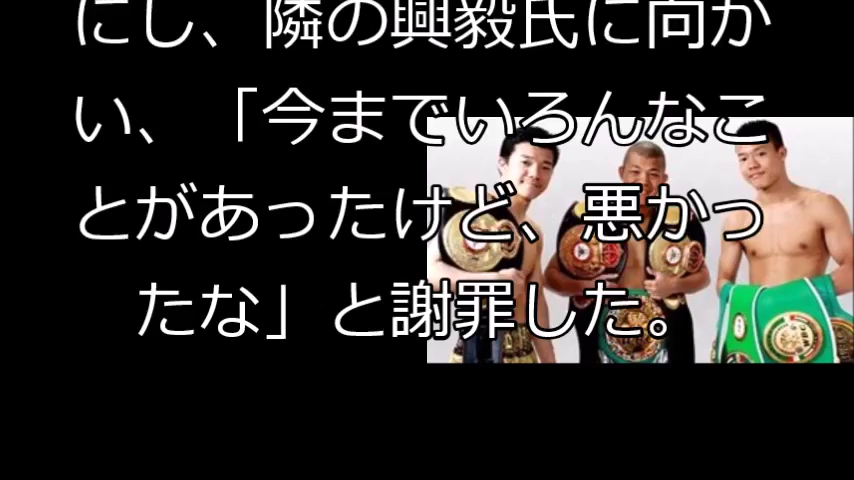 にし、隣の興毅氏に向か
い、「今までいろんなこ
とがあったけど、悪かっ
たな」と謝罪した。
WBC